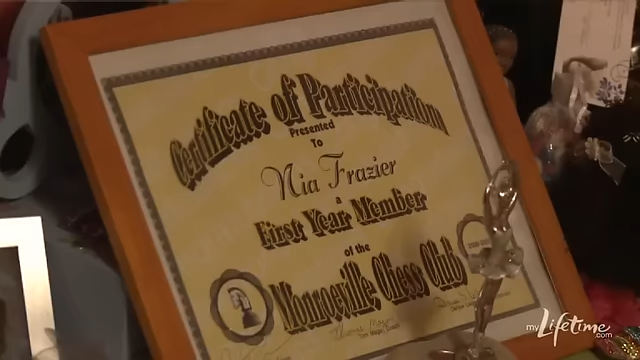 Certificate of Participation
Presented
To
Nia Frazier
a
First Year Member
of the
Monroeville Chess Club
myLifetime.com